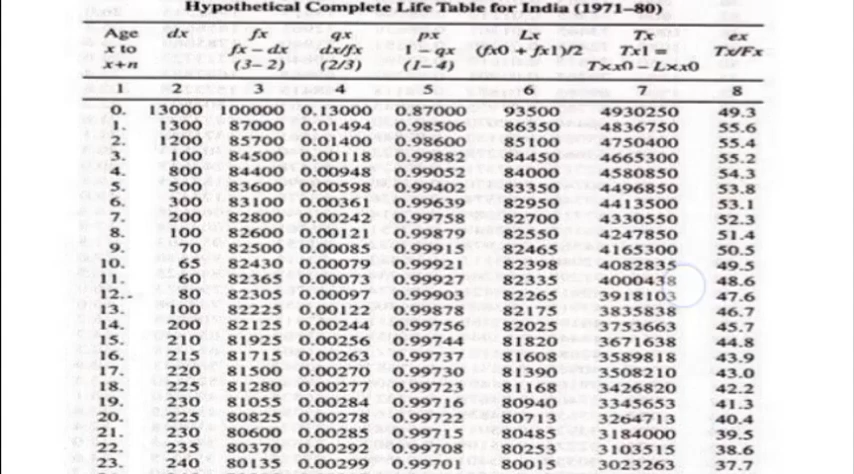 Hypothetical Complete Life Table for India (1971–80)
Age dx fx qx px Lx Tx ex
x to fx – dx dx/fx 1 – qx (fx0 + fx1)/2 Tx1 = Tx/Fx
x+n (3–2) (2/3) (1–4) Txx0 – L××0
1 2 3 4 5 6 7 8
0. 13000 100000 0.13000 0.87000 93500 4930250 49.3
1. 1300 87000 0.01494 0.98506 86350 4836750 55.6
2. 1200 85700 0.01400 0.98600 85100 4750400 55.4
3. 100 84500 0.00118 0.99882 84450 4665300 55.2
4. 800 84400 0.00948 0.99052 84000 4580850 54.3
5. 500 83600 0.00598 0.99402 83350 4496850 53.8
6. 300 83100 0.00361 0.99639 82950 4413500 53.1
7. 200 82800 0.00242 0.99758 82700 4330550 52.3
8. 100 82600 0.00121 0.99879 82550 4247850 51.4
9. 70 82500 0.00085 0.99915 82465 4165300 50.5
10. 65 82430 0.00079 0.99921 82398 4082835 49.5
11. 60 82365 0.00073 0.99927 82335 4000438 48.6
12. 80 82305 0.00097 0.99903 82265 3918103 47.6
13. 100 82225 0.00122 0.99878 82175 3835838 46.7
14. 200 82125 0.00244 0.99756 82025 3753663 45.7
15. 210 81925 0.00256 0.99744 81820 3671638 44.8
16. 215 81715 0.00263 0.99737 81608 3589818 43.9
17. 220 81500 0.00270 0.99730 81390 3508210 43.0
18. 225 81280 0.00277 0.99723 81168 3426820 42.2
19. 230 81055 0.00284 0.99716 80940 3345653 41.3
20. 225 80825 0.00278 0.99722 80713 3264713 40.4
21. 230 80600 0.00285 0.99715 80485 3184000 39.5
22. 235 80370 0.00292 0.99708 80253 3103515 38.6
23. 240 80135 0.00299 0.99701 80015 3023263 37.7